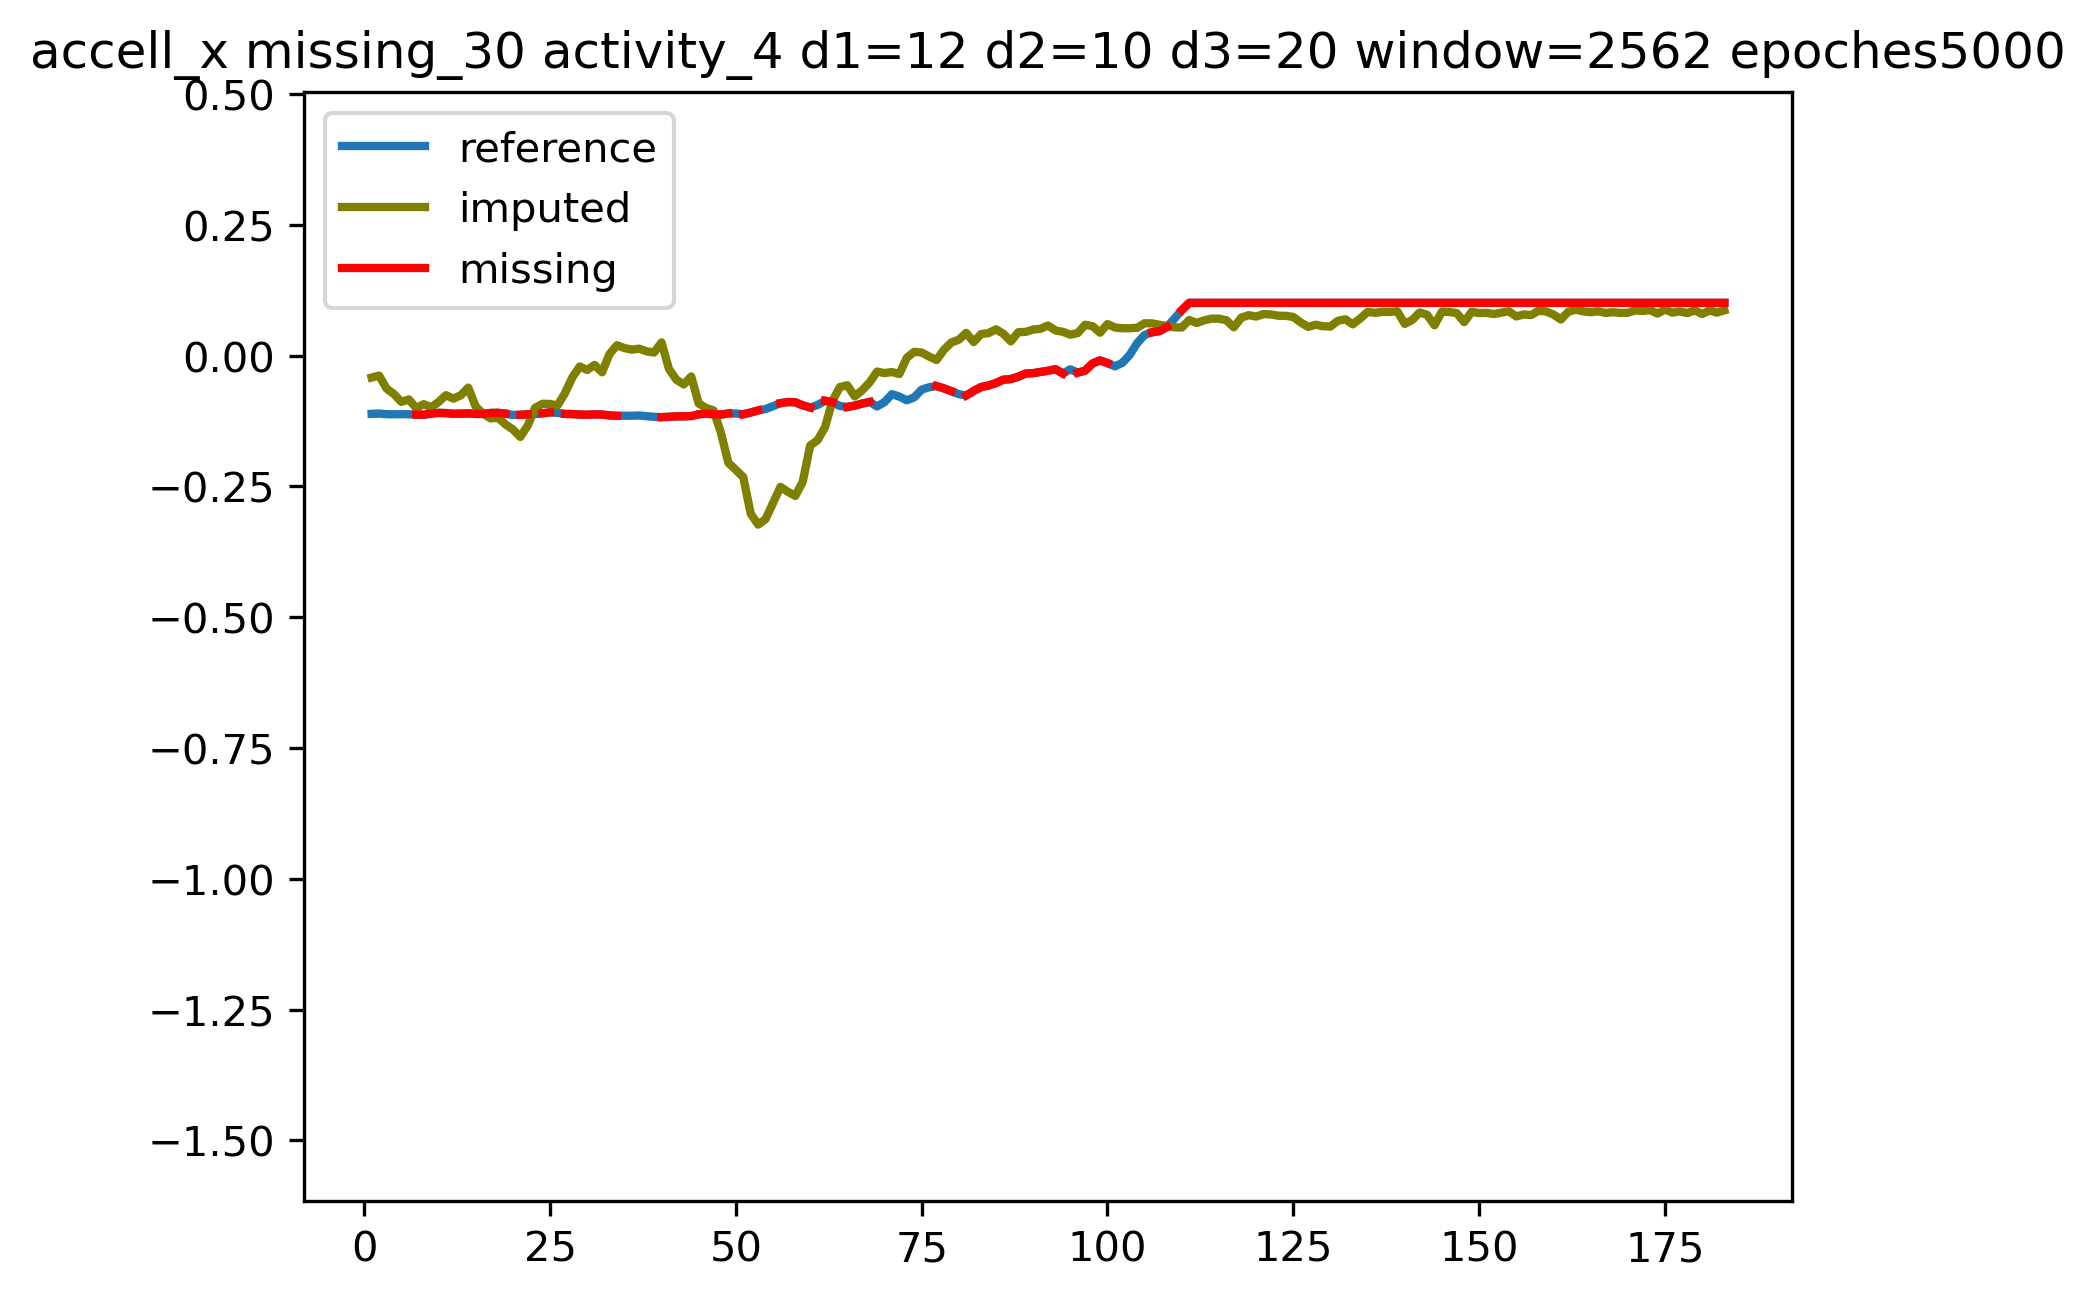 accell_x missing_30 activity_4 d1=12 d2=10 d3=20 window=2562 epoches5000
reference
imputed
missing
0.50
0.25
0.00
−0.25
−0.50
−0.75
−1.00
−1.25
−1.50
0 25 50 75 100 125 150 175